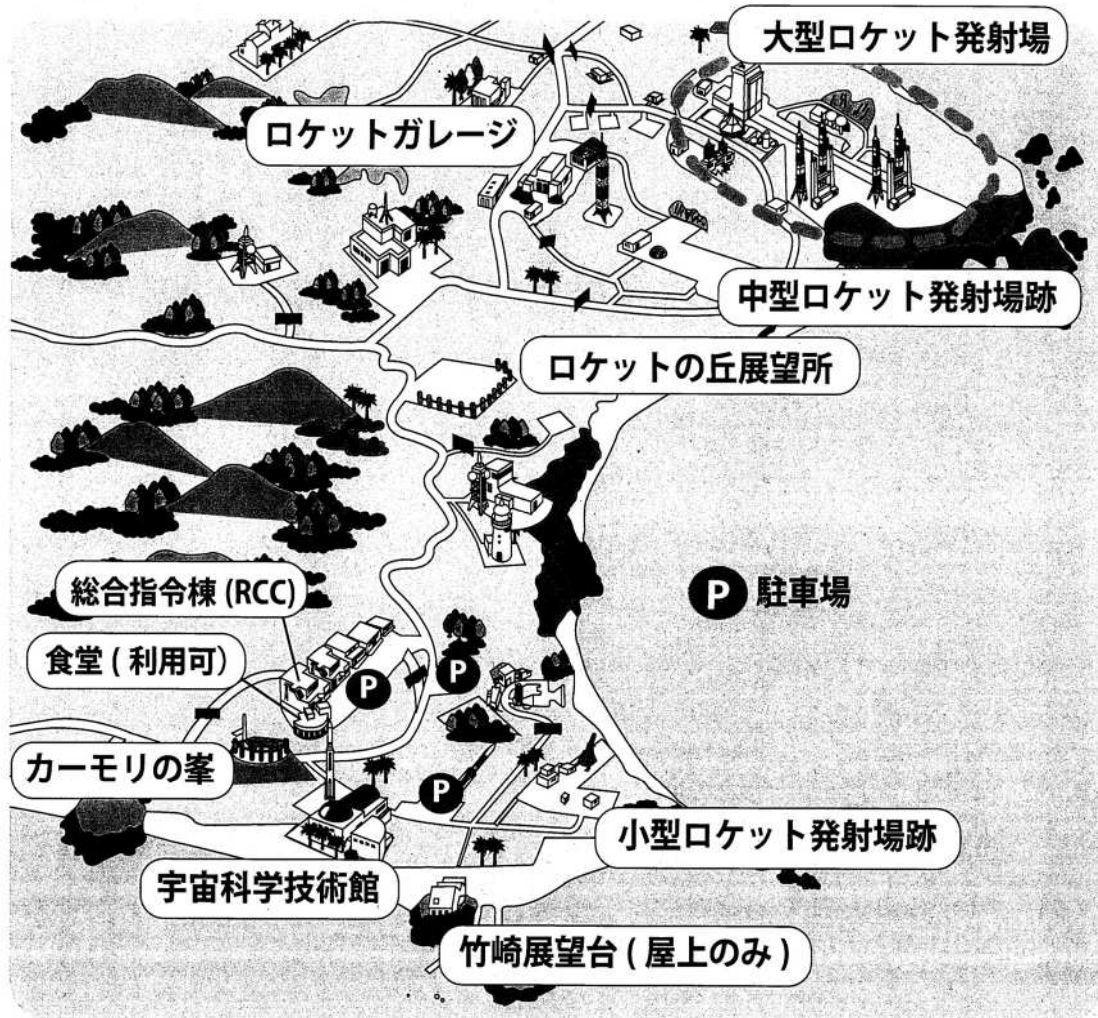 大型ロケット発射場
ロケットガレージ
中型ロケット発射場跡
ロケットの丘展望所
P 駐車場
総合指令棟 (RCC)
食堂 ( 利用可)
P
P
カーモリの峯
P
小型ロケット発射場跡
宇宙科学技術館
竹崎展望台 ( 屋上のみ )